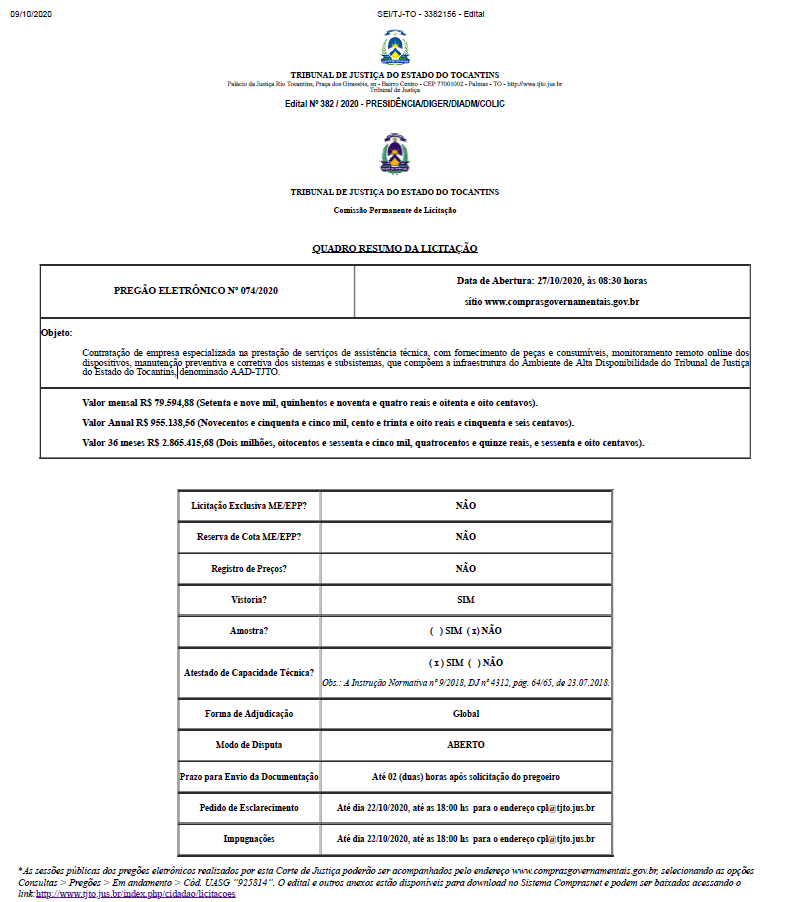 09/10/2020 SEI/TJ-TO - 3382156 - Edital
TRIBUNAL DE JUSTIÇA DO ESTADO DO TOCANTINS
Palácio da Justiça Rio Tocantins, Praça dos Girassóis, sn - Bairro Centro - CEP 77001002 - Palmas - TO - http://wwa.tjto.jus.br
Tribunal de Justiça
Edital Nº 382 / 2020 - PRESIDÊNCIA/DIGER/DIADM/COLIC
TRIBUNAL DE JUSTIÇA DO ESTADO DO TOCANTINS
Comissão Permanente de Licitação
QUADRO RESUMO DA LICITAÇÃO
PREGÃO ELETRÔNICO Nº 074/2020
Data de Abertura: 27/10/2020, às 08:30 horas
sítio www.comprasgovernamentais.gov.br
Objeto:
Contratação de empresa especializada na prestação de serviços de assistência técnica, com fornecimento de peças e consumíveis, monitoramento remoto online dos
dispositivos, manutenção preventiva e corretiva dos sistemas e subsistemas, que compõem a infraestrutura do Ambiente de Alta Disponibilidade do Tribunal de Justiça
do Estado do Tocantins, denominado AAD-TJTO.
Valor mensal R$ 79.594,88 (Setenta e nove mil, quinhentos e noventa e quatro reais e oitenta e oito centavos).
Valor Anual R$ 955.138,56 (Novecentos e cinquenta e cinco mil, cento e trinta e oito reais e cinquenta e seis centavos).
Valor 36 meses R$ 2.865.415,68 (Dois milhões, oitocentos e sessenta e cinco mil, quatrocentos e quinze reais, e sessenta e oito centavos).
Licitação Exclusiva ME/EPP? NÃO
Reserva de Cota ME/EPP? NÃO
Registro de Preços? NÃO
Vistoria? SIM
Amostra? ( ) SIM ( x) NÃO
Atestado de Capacidade Técnica? ( x ) SIM ( ) NÃO
Obs.: A Instrução Normativa nº 9/2018, DJ nº 4312, pág. 64/65, de 23.07.2018.
Forma de Adjudicação Global
Modo de Disputa ABERTO
Prazo para Envio da Documentação Até 02 (duas) horas após solicitação do pregoeiro
Pedido de Esclarecimento Até dia 22/10/2020, até as 18:00 hs para o endereço cpl@tjto.jus.br
Impugnações Até dia 22/10/2020, até as 18:00 hs para o endereço cpl@tjto.jus.br
*As sessões públicas dos pregões eletrônicos realizados por esta Corte de Justiça poderão ser acompanhados pelo endereço www.comprasgovernamentais.gov.br, selecionando as opções
Consultas > Pregões > Em andamento > Cód. UASG "925814". O edital e outros anexos estão disponíveis para download no Sistema Comprasnet e podem ser baixados acessando o
link:http://www.tjto.jus.br/index.php/cidadao/licitacoes